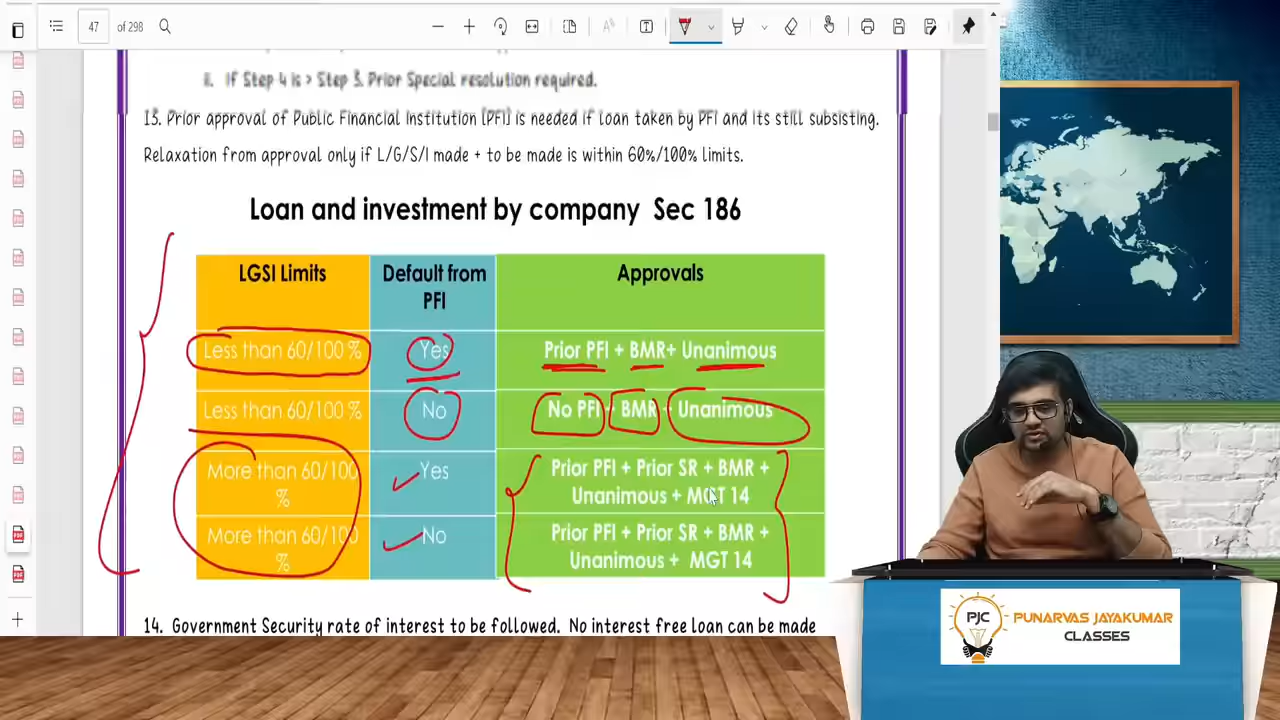 47 of 298
ii. If Step 4 is > Step 3. Prior Special resolution required.
13. Prior approval of Public Financial Institution [PFI] is needed if loan taken by PFI and its still subsisting.
Relaxation from approval only if L/G/S/I made + to be made is within 60%/100% limits.
Loan and investment by company Sec 186
LGSI Limits
Default from
PFI
Approvals
Less than 60/100 %
Yes
Prior PFI + BMR+ Unanimous
Less than 60/100 %
No
No PFI + BMR + Unanimous
More than 60/100
%
Yes
Prior PFI + Prior SR + BMR +
Unanimous + MGT 14
More than 60/100
%
No
Prior PFI + Prior SR + BMR +
Unanimous + MGT 14
14. Government Security rate of interest to be followed. No interest free loan can be made
PJC
PUNARVAS JAYAKUMAR
CLASSES